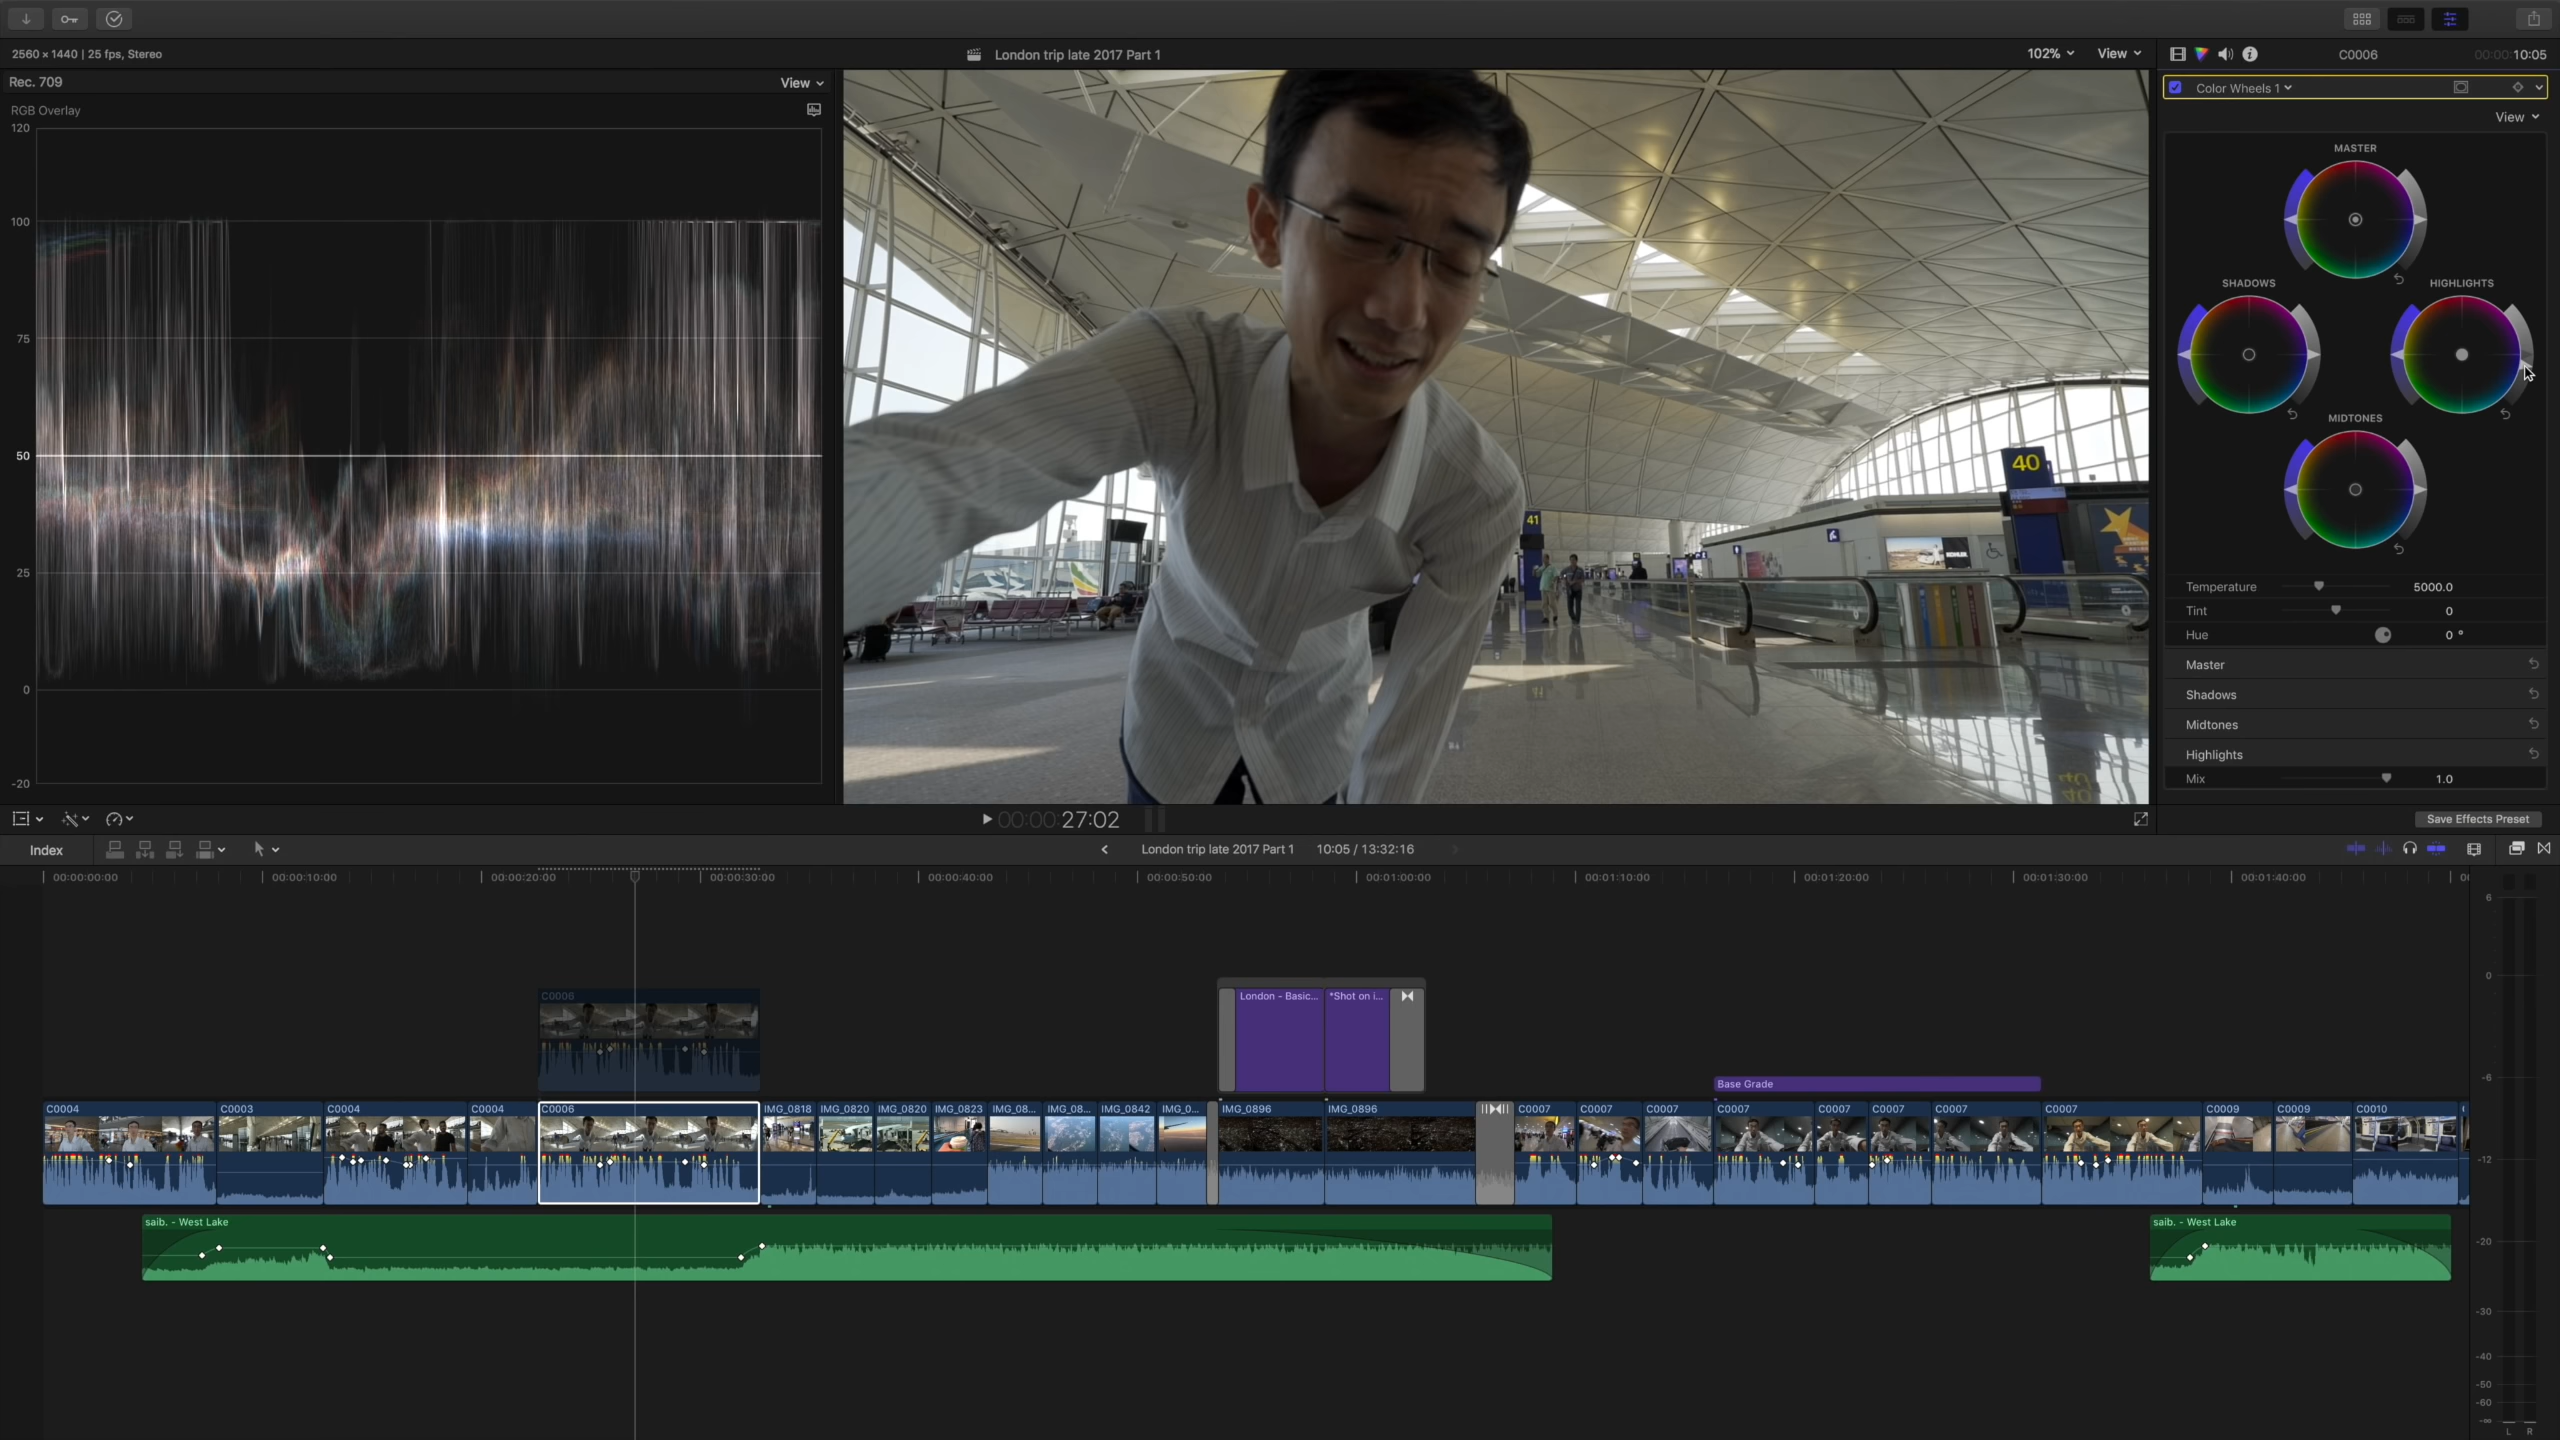 2560 × 1440 | 25 fps, Stereo
London trip late 2017 Part 1
102%
View
C0006
00:00:10:05
Rec. 709
View
Color Wheels 1
RGB Overlay
View
120
100
75
50
25
0
-20
MASTER
SHADOWS
HIGHLIGHTS
MIDTONES
40
41
40
Temperature
5000.0
Tint
0
Hue
0 °
Master
Shadows
Midtones
Highlights
Mix
1.0
00:00:27:02
Save Effects Preset
Index
London trip late 2017 Part 1
10:05 / 13:32:16
00:00:00:00
00:00:10:00
00:00:20:00
00:00:30:00
00:00:40:00
00:00:50:00
00:01:00:00
00:01:10:00
00:01:20:00
00:01:30:00
00:01:40:00
C0006
London - Basic...
*Shot on i...
Base Grade
C0004
C0003
C0004
C0004
C0006
IMG_0818
IMG_0820
IMG_0820
IMG_0823
IMG_08...
IMG_08...
IMG_0842
IMG_0...
IMG_0896
IMG_0896
C0007
C0007
C0007
C0007
C0007
C0007
C0007
C0007
C0009
C0009
C0010
saib. - West Lake
saib. - West Lake
6
0
-6
-12
-20
-30
-40
-50
-60
-∞
L
R